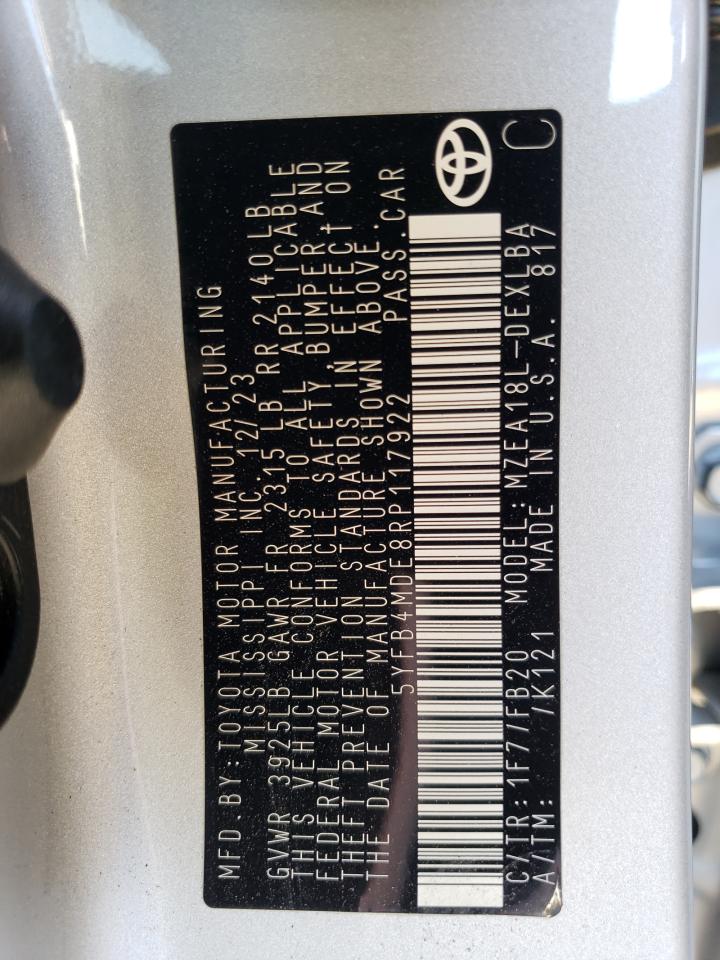 MFD.BY:TOYOTA MOTOR MANUFACTURING
MISSISSIPPI INC.12/23
GVWR 3925LB GAWR FR 2315 LB RR 2140LB
THIS VEHICLE CONFORMS TO ALL APPLICABLE
FEDERAL MOTOR VEHICLE SAFETY, BUMPER,AND
THEFT PREVENTION STANDARDS IN EFFECT ON
THE DATE OF MANUFACTURE SHOWN ABOVE.
5YFB4MDE8RP117922 PASS.CAR
C/TR:1F7/FB20 MODEL:MZEA18L-DEXLBA
A/TM: /K121 MADE IN U.S.A. 817
C